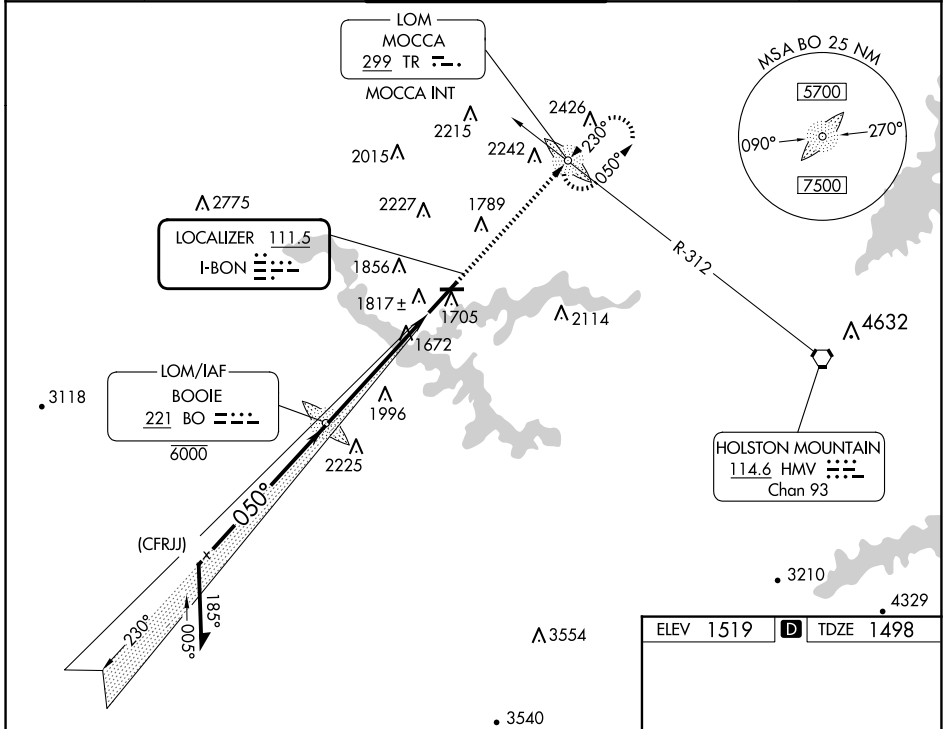 LOM
MOCCA
299 TR
MOCCA INT
MSA BO 25 NM
5700
090°
270°
7500
2426
230°
050°
2215
2242
2015
2775
2227
1789
LOCALIZER 111.5
I-BON
1856
1817 ±
1705
1672
2114
R-312
4632
LOM/IAF
BOOIE
221 BO
6000
3118
1996
2225
HOLSTON MOUNTAIN
114.6 HMV
Chan 93
050°
(CFRJJ)
185°
005°
230°
3210
4329
3554
3540
ELEV 1519 D TDZE 1498